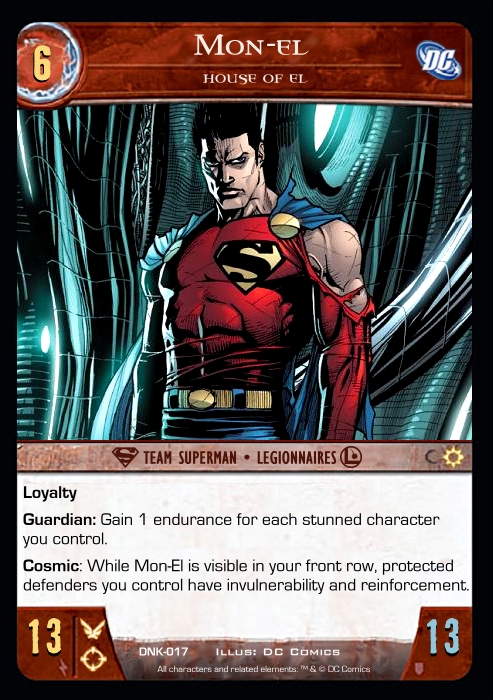 6
MON-EL
DC
HOUSE OF EL
S
TEAM SUPERMAN • LEGIONNAIRES L
Loyalty
Guardian: Gain 1 endurance for each stunned character
you control.
Cosmic: While Mon-El is visible in your front row, protected
defenders you control have invulnerability and reinforcement.
13
DNK-017 ILLUS: DC COMICS
13
All characters and related elements: ™ & © DC Comics